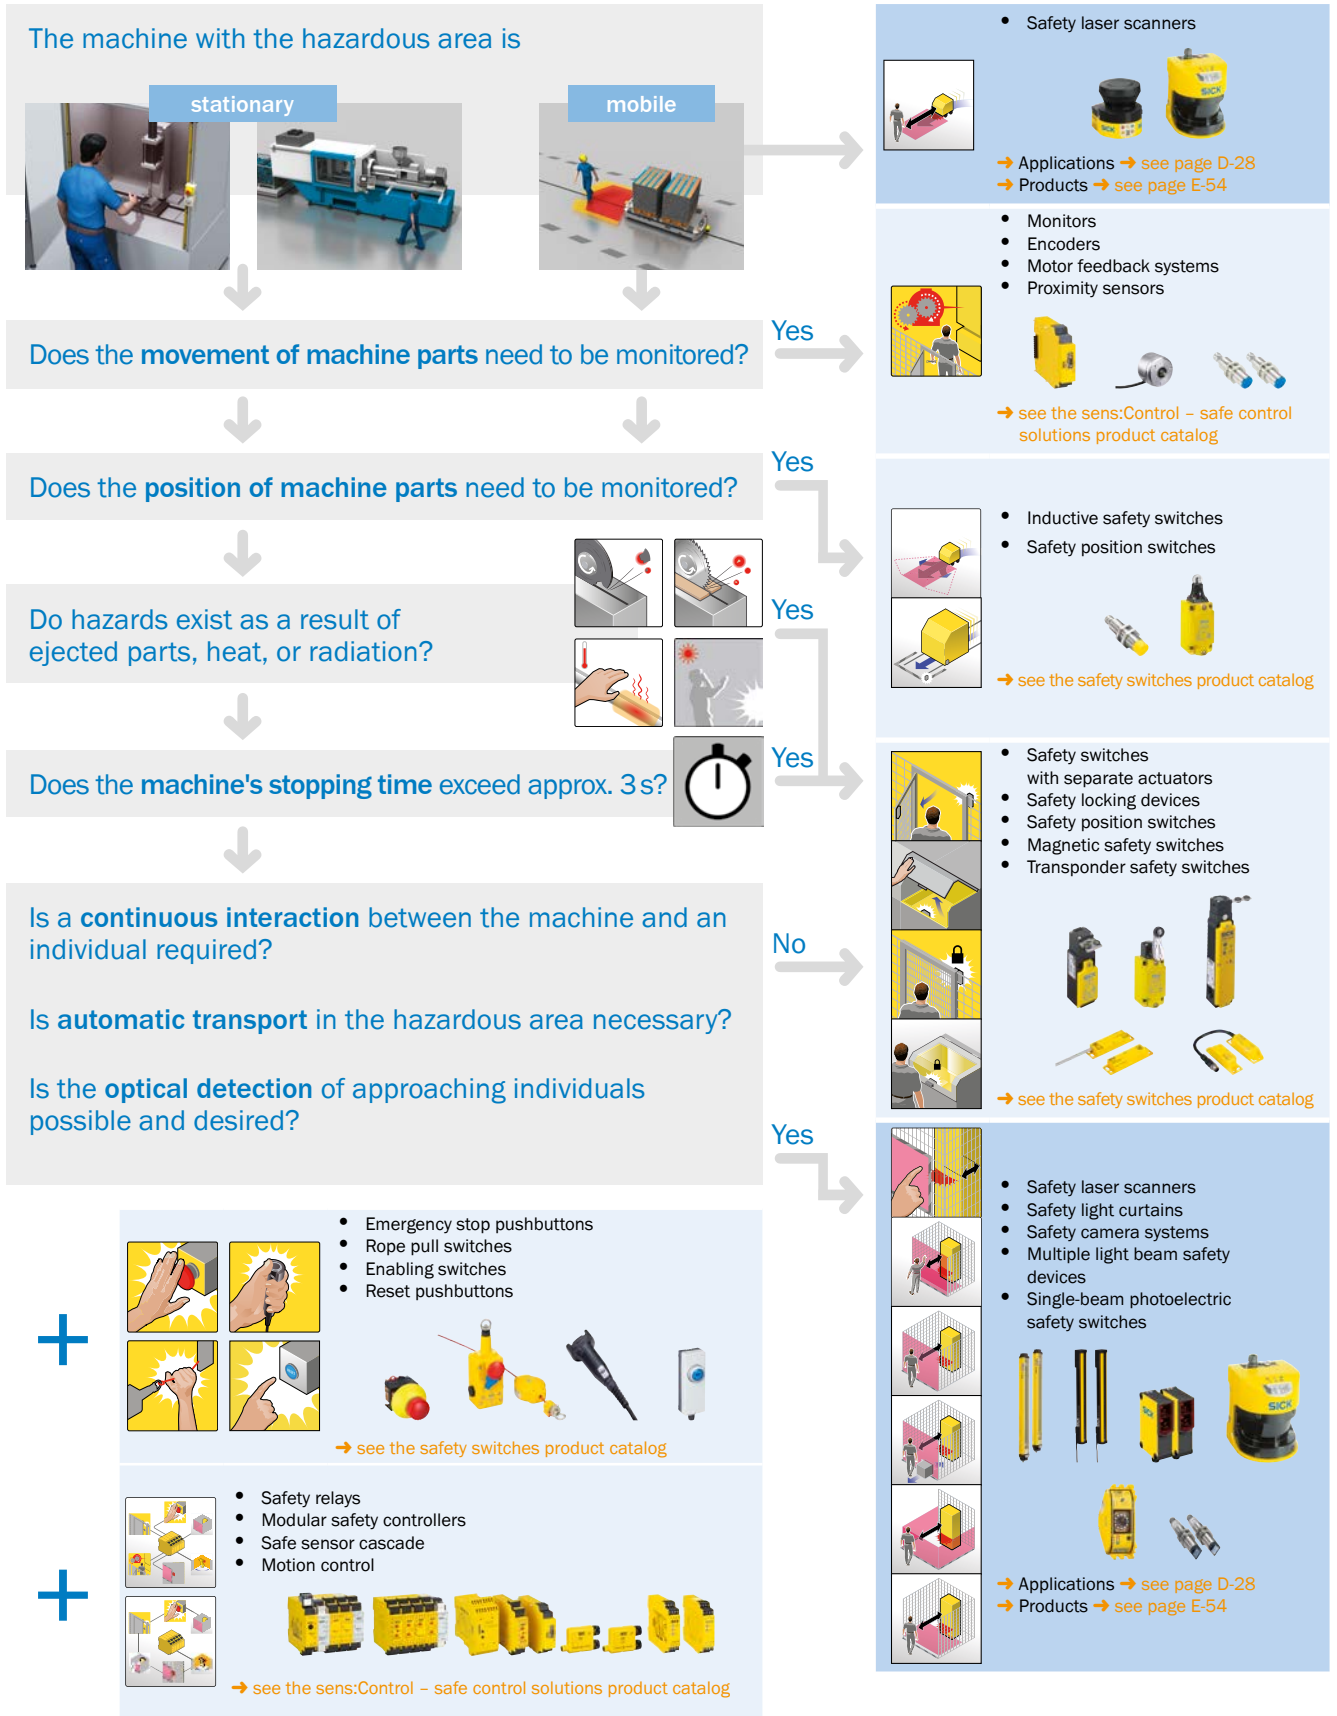 The machine with the hazardous area is
stationary
mobile
Does the movement of machine parts need to be monitored?
Yes
Does the position of machine parts need to be monitored?
Yes
Do hazards exist as a result of
ejected parts, heat, or radiation?
Yes
Does the machine's stopping time exceed approx. 3 s?
Yes
Is a continuous interaction between the machine and an
individual required?
No
Is automatic transport in the hazardous area necessary?
Is the optical detection of approaching individuals
possible and desired?
Yes
• Safety laser scanners
SICK
SICK
➜ Applications ➜ see page D-28
➜ Products ➜ see page E-54
• Monitors
• Encoders
• Motor feedback systems
• Proximity sensors
➜ see the sens:Control – safe control
solutions product catalog
• Inductive safety switches
• Safety position switches
➜ see the safety switches product catalog
• Safety switches
with separate actuators
• Safety locking devices
• Safety position switches
• Magnetic safety switches
• Transponder safety switches
➜ see the safety switches product catalog
• Safety laser scanners
• Safety light curtains
• Safety camera systems
• Multiple light beam safety
devices
• Single-beam photoelectric
safety switches
SICK
➜ Applications ➜ see page D-28
➜ Products ➜ see page E-54
+
• Emergency stop pushbuttons
• Rope pull switches
• Enabling switches
• Reset pushbuttons
➜ see the safety switches product catalog
+
• Safety relays
• Modular safety controllers
• Safe sensor cascade
• Motion control
➜ see the sens:Control – safe control solutions product catalog